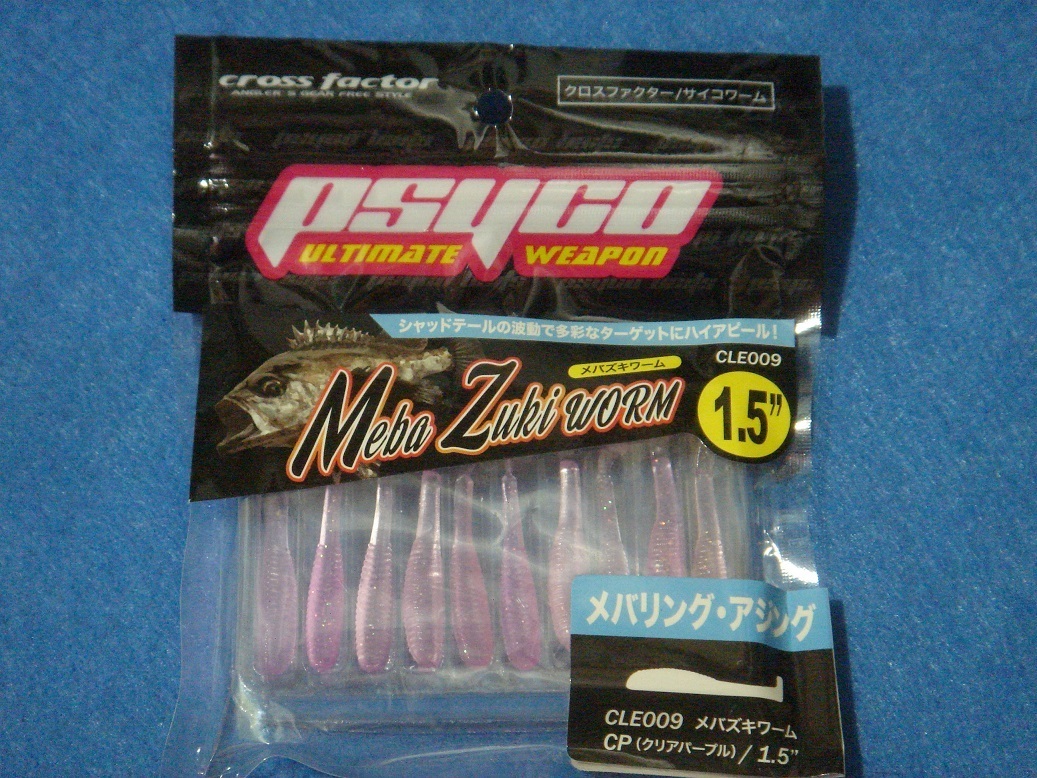 cross factor
ANGLER'S GEAR FREE STYLE
クロスファクター/サイコワーム
PSYCO
ULTIMATE WEAPON
シャッドテールの波動で多彩なターゲットにハイアピール!
CLE009
メバズキワーム
Meba Zuki WORM
1.5"
メバリング・アジング
CLE009 メバズキワーム
CP(クリアパープル)/1.5"